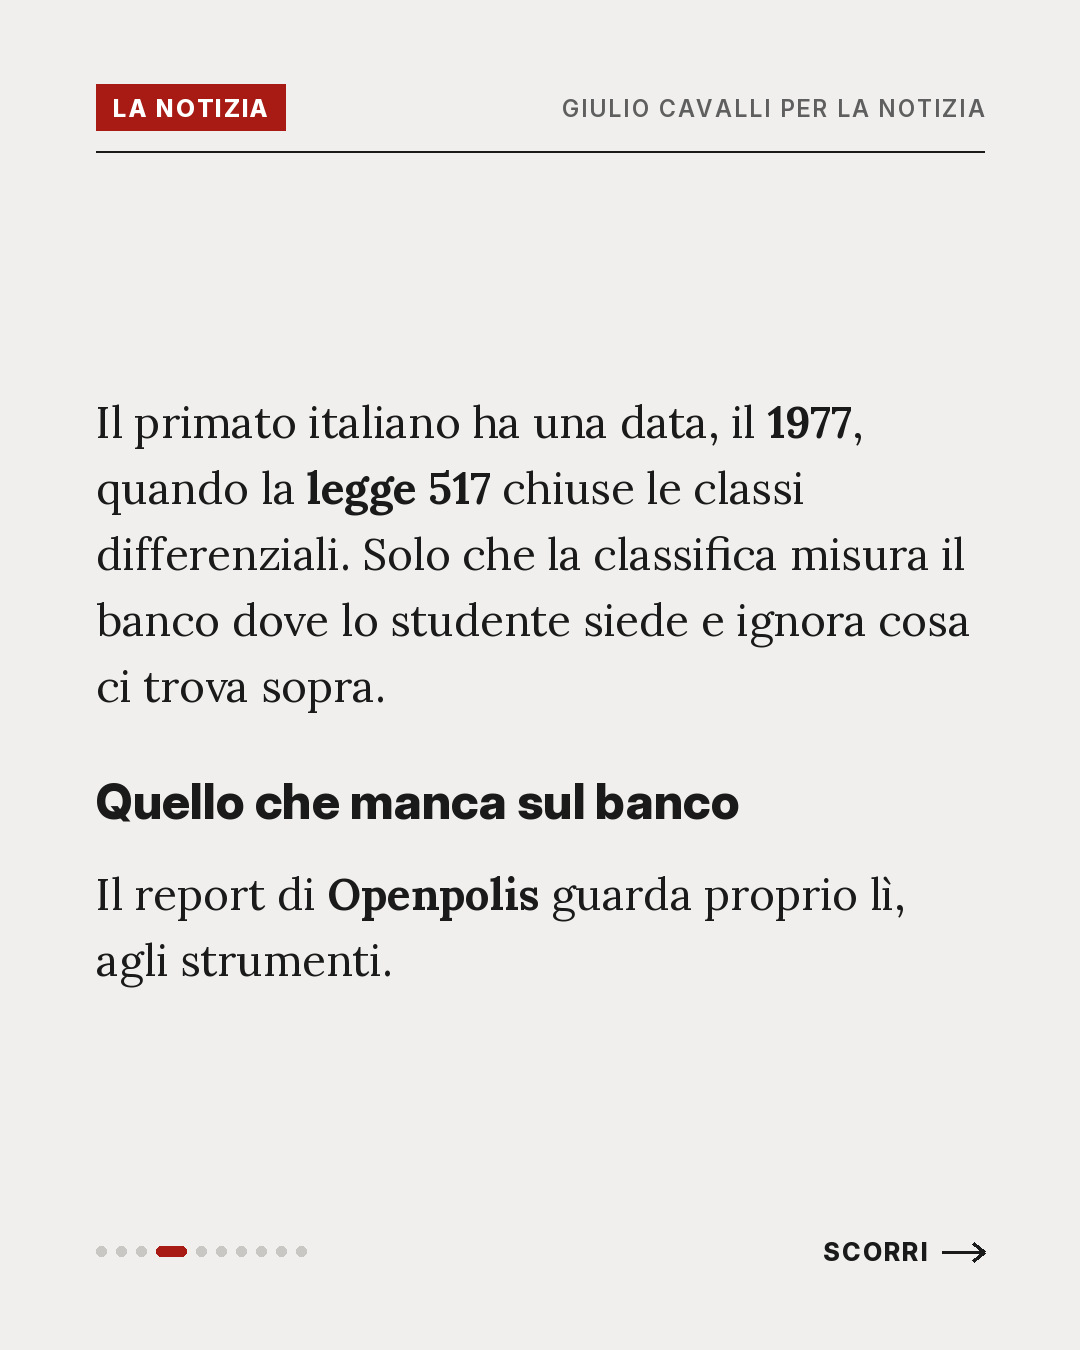 LA NOTIZIA
GIULIO CAVALLI PER LA NOTIZIA
Il primato italiano ha una data, il 1977,
quando la legge 517 chiuse le classi
differenziali. Solo che la classifica misura il
banco dove lo studente siede e ignora cosa
ci trova sopra.
Quello che manca sul banco
Il report di Openpolis guarda proprio lì,
agli strumenti.
SCORRI